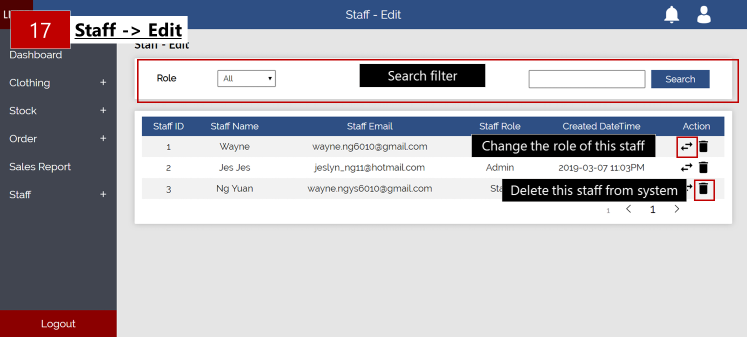 Staff - Edit
17
Staff -> Edit
Staff - Edit
Dashboard
Clothing +
Stock +
Order +
Sales Report
Staff +
Logout
Role All Search filter Search
Staff ID Staff Name Staff Email Staff Role Created DateTime Action
1 Wayne wayne.ng6010@gmail.com Change the role of this staff
2 Jes Jes jeslyn_ng11@hotmail.com Admin 2019-03-07 11:03PM
3 Ng Yuan wayne.ngys6010@gmail.com Delete this staff from system
1 < 1 >